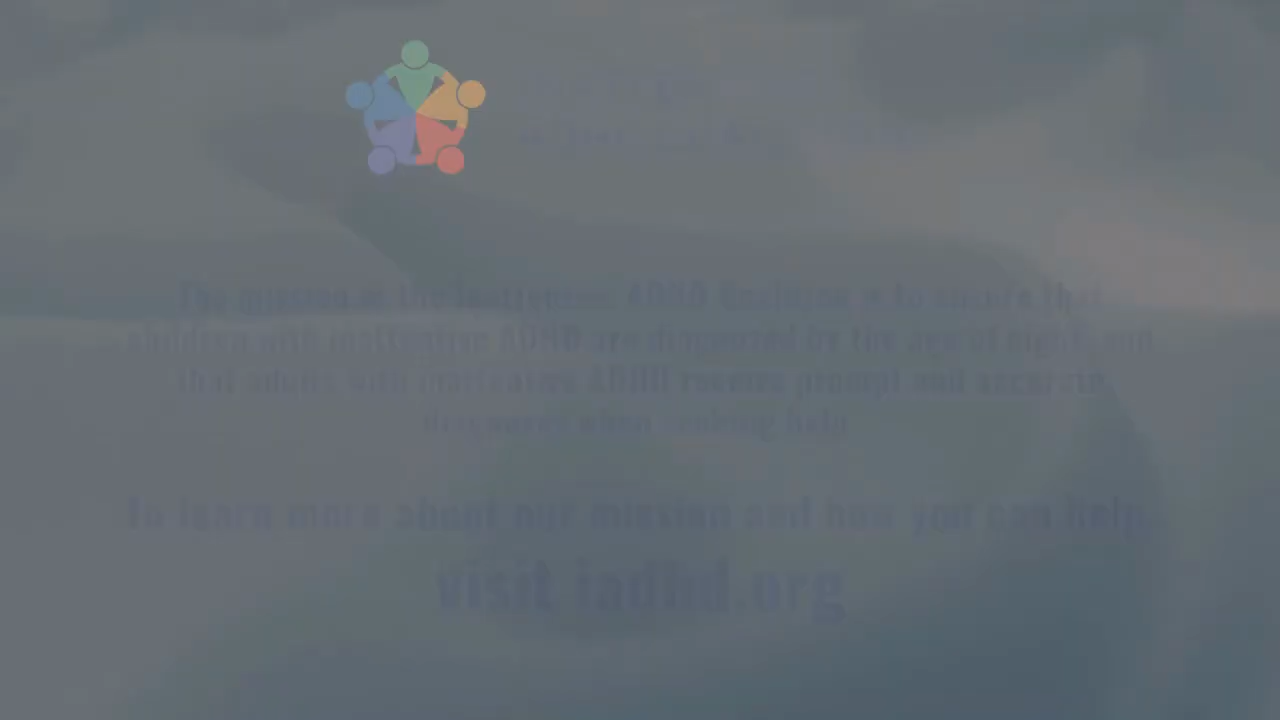 The mission of the Inattentive ADHD Coalition is to ensure that
children with inattentive ADHD are diagnosed by the age of eight, and
that adults with inattentive ADHD receive prompt and accurate
diagnoses when seeking help.
To learn more about our mission and how you can help,
visit iadhd.org